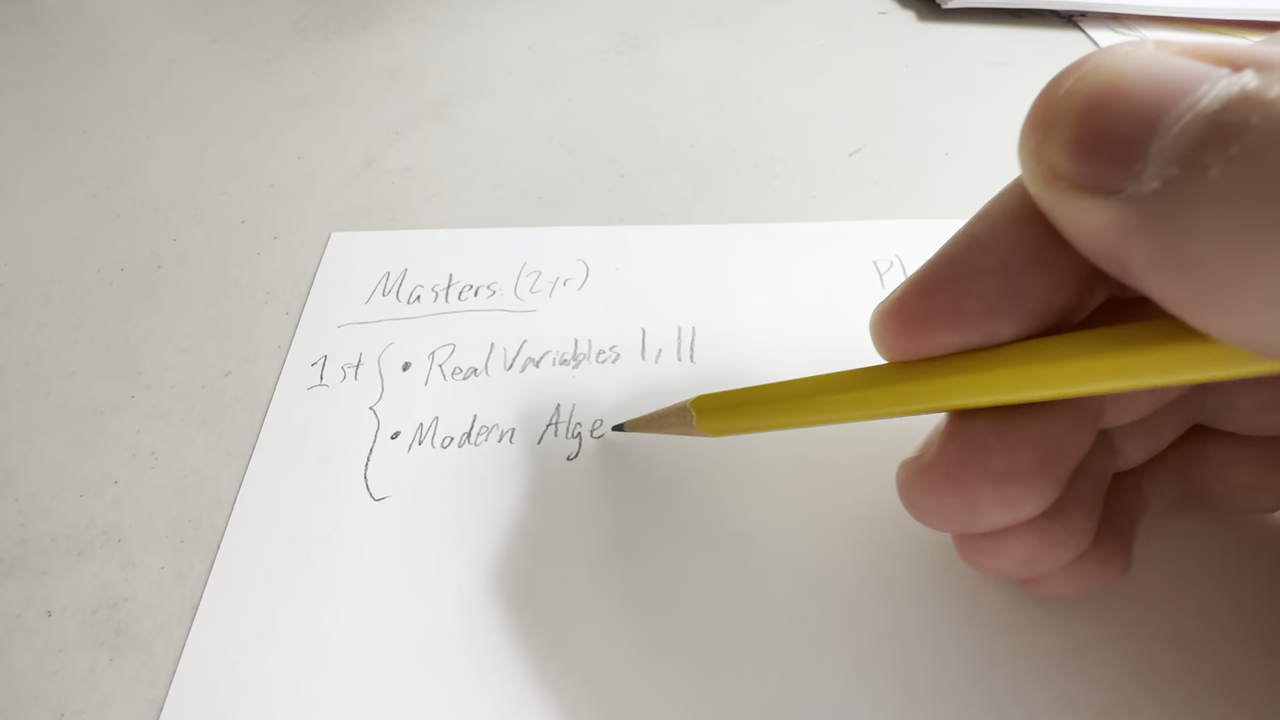 Masters: (2yr)
1st
• Real Variables I, II
• Modern Alge